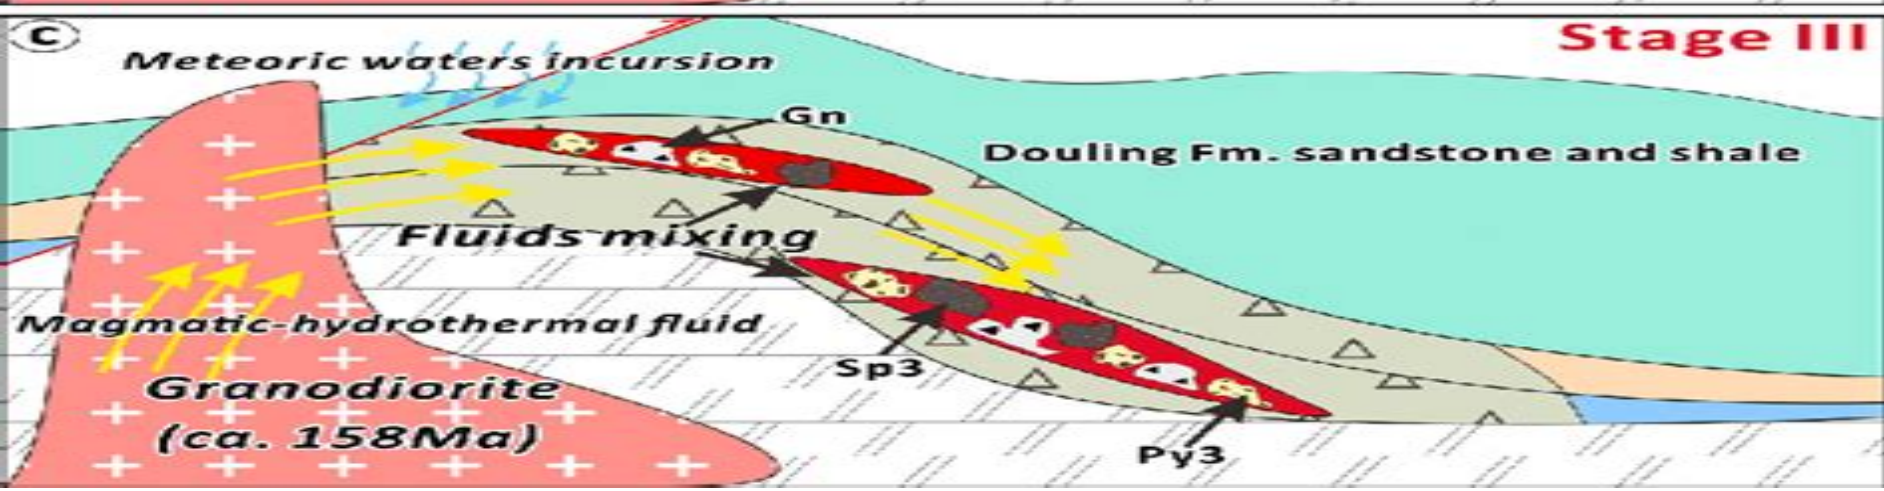 C
Stage III
Meteoric waters incursion
Gn
Douling Fm. sandstone and shale
Fluids mixing
Magmatic-hydrothermal fluid
Sp3
Granodiorite
(ca. 158Ma)
Py3